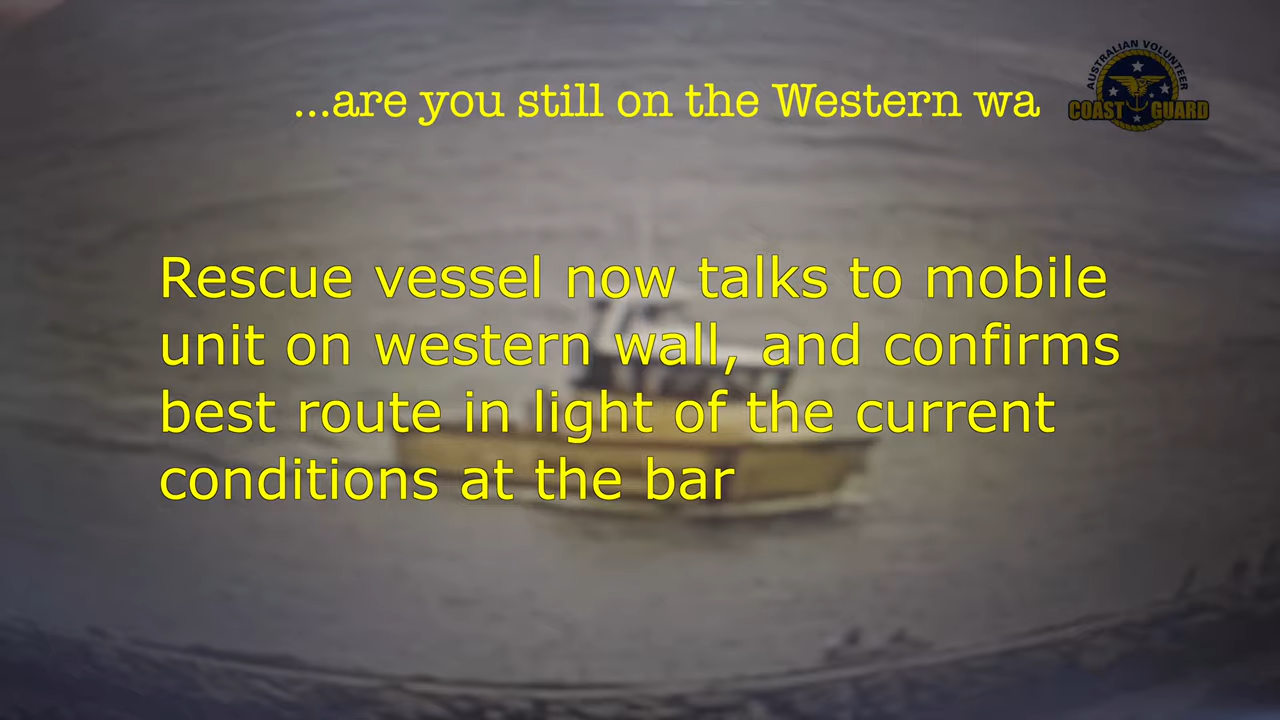 ...are you still on the Western wa
AUSTRALIAN VOLUNTEER
COAST GUARD
Rescue vessel now talks to mobile
unit on western wall, and confirms
best route in light of the current
conditions at the bar